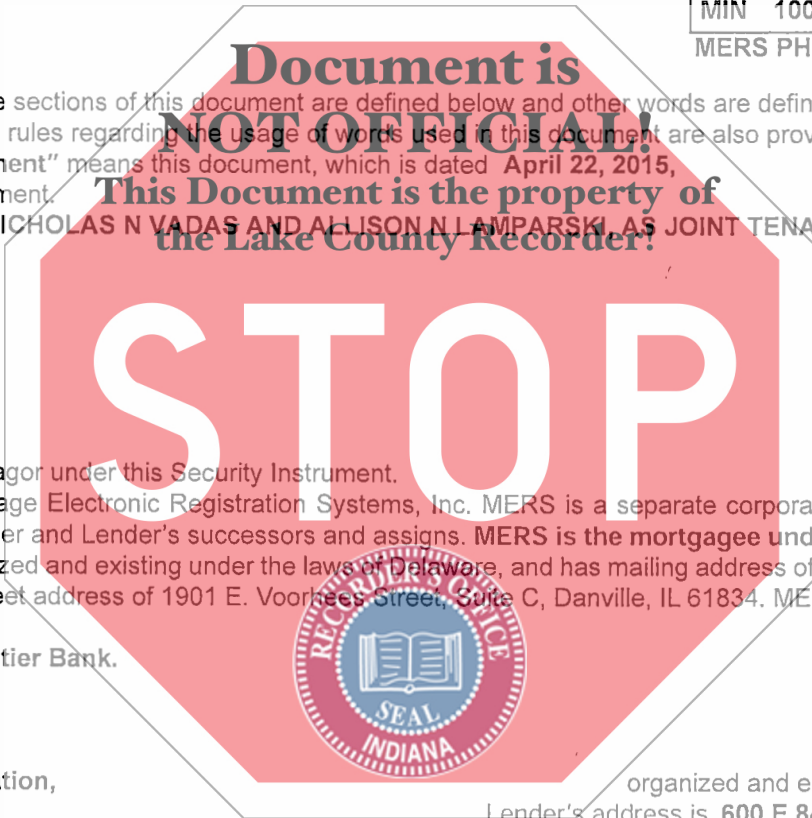 MIN 100
MERS PH
Document is
e sections of this document are defined below and other words are defin
NOT OFFICIAL!
rules regarding the usage of words used in this document are also prov
ent" means this document, which is dated April 22, 2015,
ment.
This Document is the property of
ICHOLAS N VADAS AND ALLISON N LAMPARSKI, AS JOINT TENA
the Lake County Recorder!
STOP
agor under this Security Instrument.
age Electronic Registration Systems, Inc. MERS is a separate corpora
er and Lender's successors and assigns. MERS is the mortgagee und
zed and existing under the laws of Delaware, and has mailing address of
eet address of 1901 E. Voorhees Street, Suite C, Danville, IL 61834. ME
RECORDER'S OFFICE
SEAL
INDIANA
tier Bank.
tion,
organized and e
Lender's address is 600 E 84